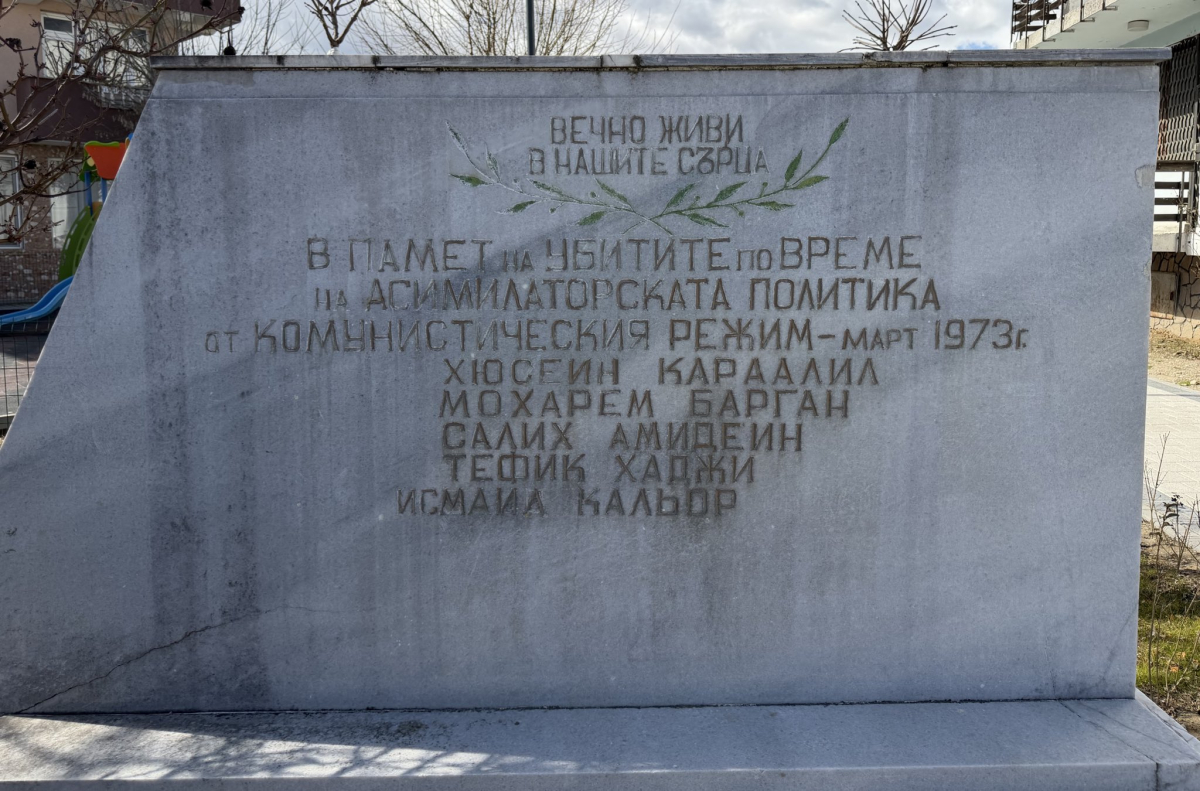 ВЕЧНО ЖИВИ
В НАШИТЕ СЪРЦА
В ПАМЕТ НА УБИТИТЕ ПО ВРЕМЕ
НА АСИМИЛАТОРСКАТА ПОЛИТИКА
ОТ КОМУНИСТИЧЕСКИЯ РЕЖИМ – МАРТ 1973г.
ХЮСЕИН КАРААЛИЛ
МОХАРЕМ БАРГАН
САЛИХ АМИДЕИН
ТЕФИК ХАДЖИ
ИСМАИЛ КАЛЬОР